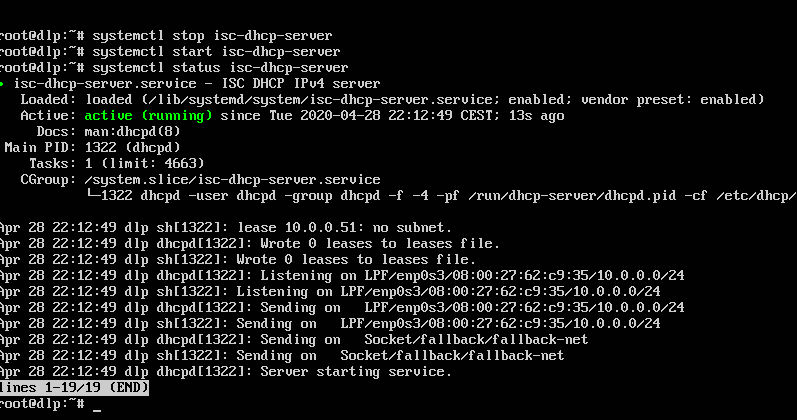 root@dlp:~# systemctl stop isc-dhcp-server
root@dlp:~# systemctl start isc-dhcp-server
root@dlp:~# systemctl status isc-dhcp-server
• isc-dhcp-server.service - ISC DHCP IPv4 server
Loaded: loaded (/lib/systemd/system/isc-dhcp-server.service; enabled; vendor preset: enabled)
Active: active (running) since Tue 2020-04-28 22:12:49 CEST; 13s ago
Docs: man:dhcpd(8)
Main PID: 1322 (dhcpd)
Tasks: 1 (limit: 4663)
CGroup: /system.slice/isc-dhcp-server.service
└─1322 dhcpd -user dhcpd -group dhcpd -f -4 -pf /run/dhcp-server/dhcpd.pid -cf /etc/dhcp/
Apr 28 22:12:49 dlp sh[1322]: lease 10.0.0.51: no subnet.
Apr 28 22:12:49 dlp dhcpd[1322]: Wrote 0 leases to leases file.
Apr 28 22:12:49 dlp sh[1322]: Wrote 0 leases to leases file.
Apr 28 22:12:49 dlp dhcpd[1322]: Listening on LPF/enp0s3/08:00:27:62:c9:35/10.0.0.0/24
Apr 28 22:12:49 dlp sh[1322]: Listening on LPF/enp0s3/08:00:27:62:c9:35/10.0.0.0/24
Apr 28 22:12:49 dlp dhcpd[1322]: Sending on   LPF/enp0s3/08:00:27:62:c9:35/10.0.0.0/24
Apr 28 22:12:49 dlp sh[1322]: Sending on   LPF/enp0s3/08:00:27:62:c9:35/10.0.0.0/24
Apr 28 22:12:49 dlp dhcpd[1322]: Sending on   Socket/fallback/fallback-net
Apr 28 22:12:49 dlp sh[1322]: Sending on   Socket/fallback/fallback-net
Apr 28 22:12:49 dlp dhcpd[1322]: Server starting service.
lines 1-19/19 (END)
root@dlp:~# _